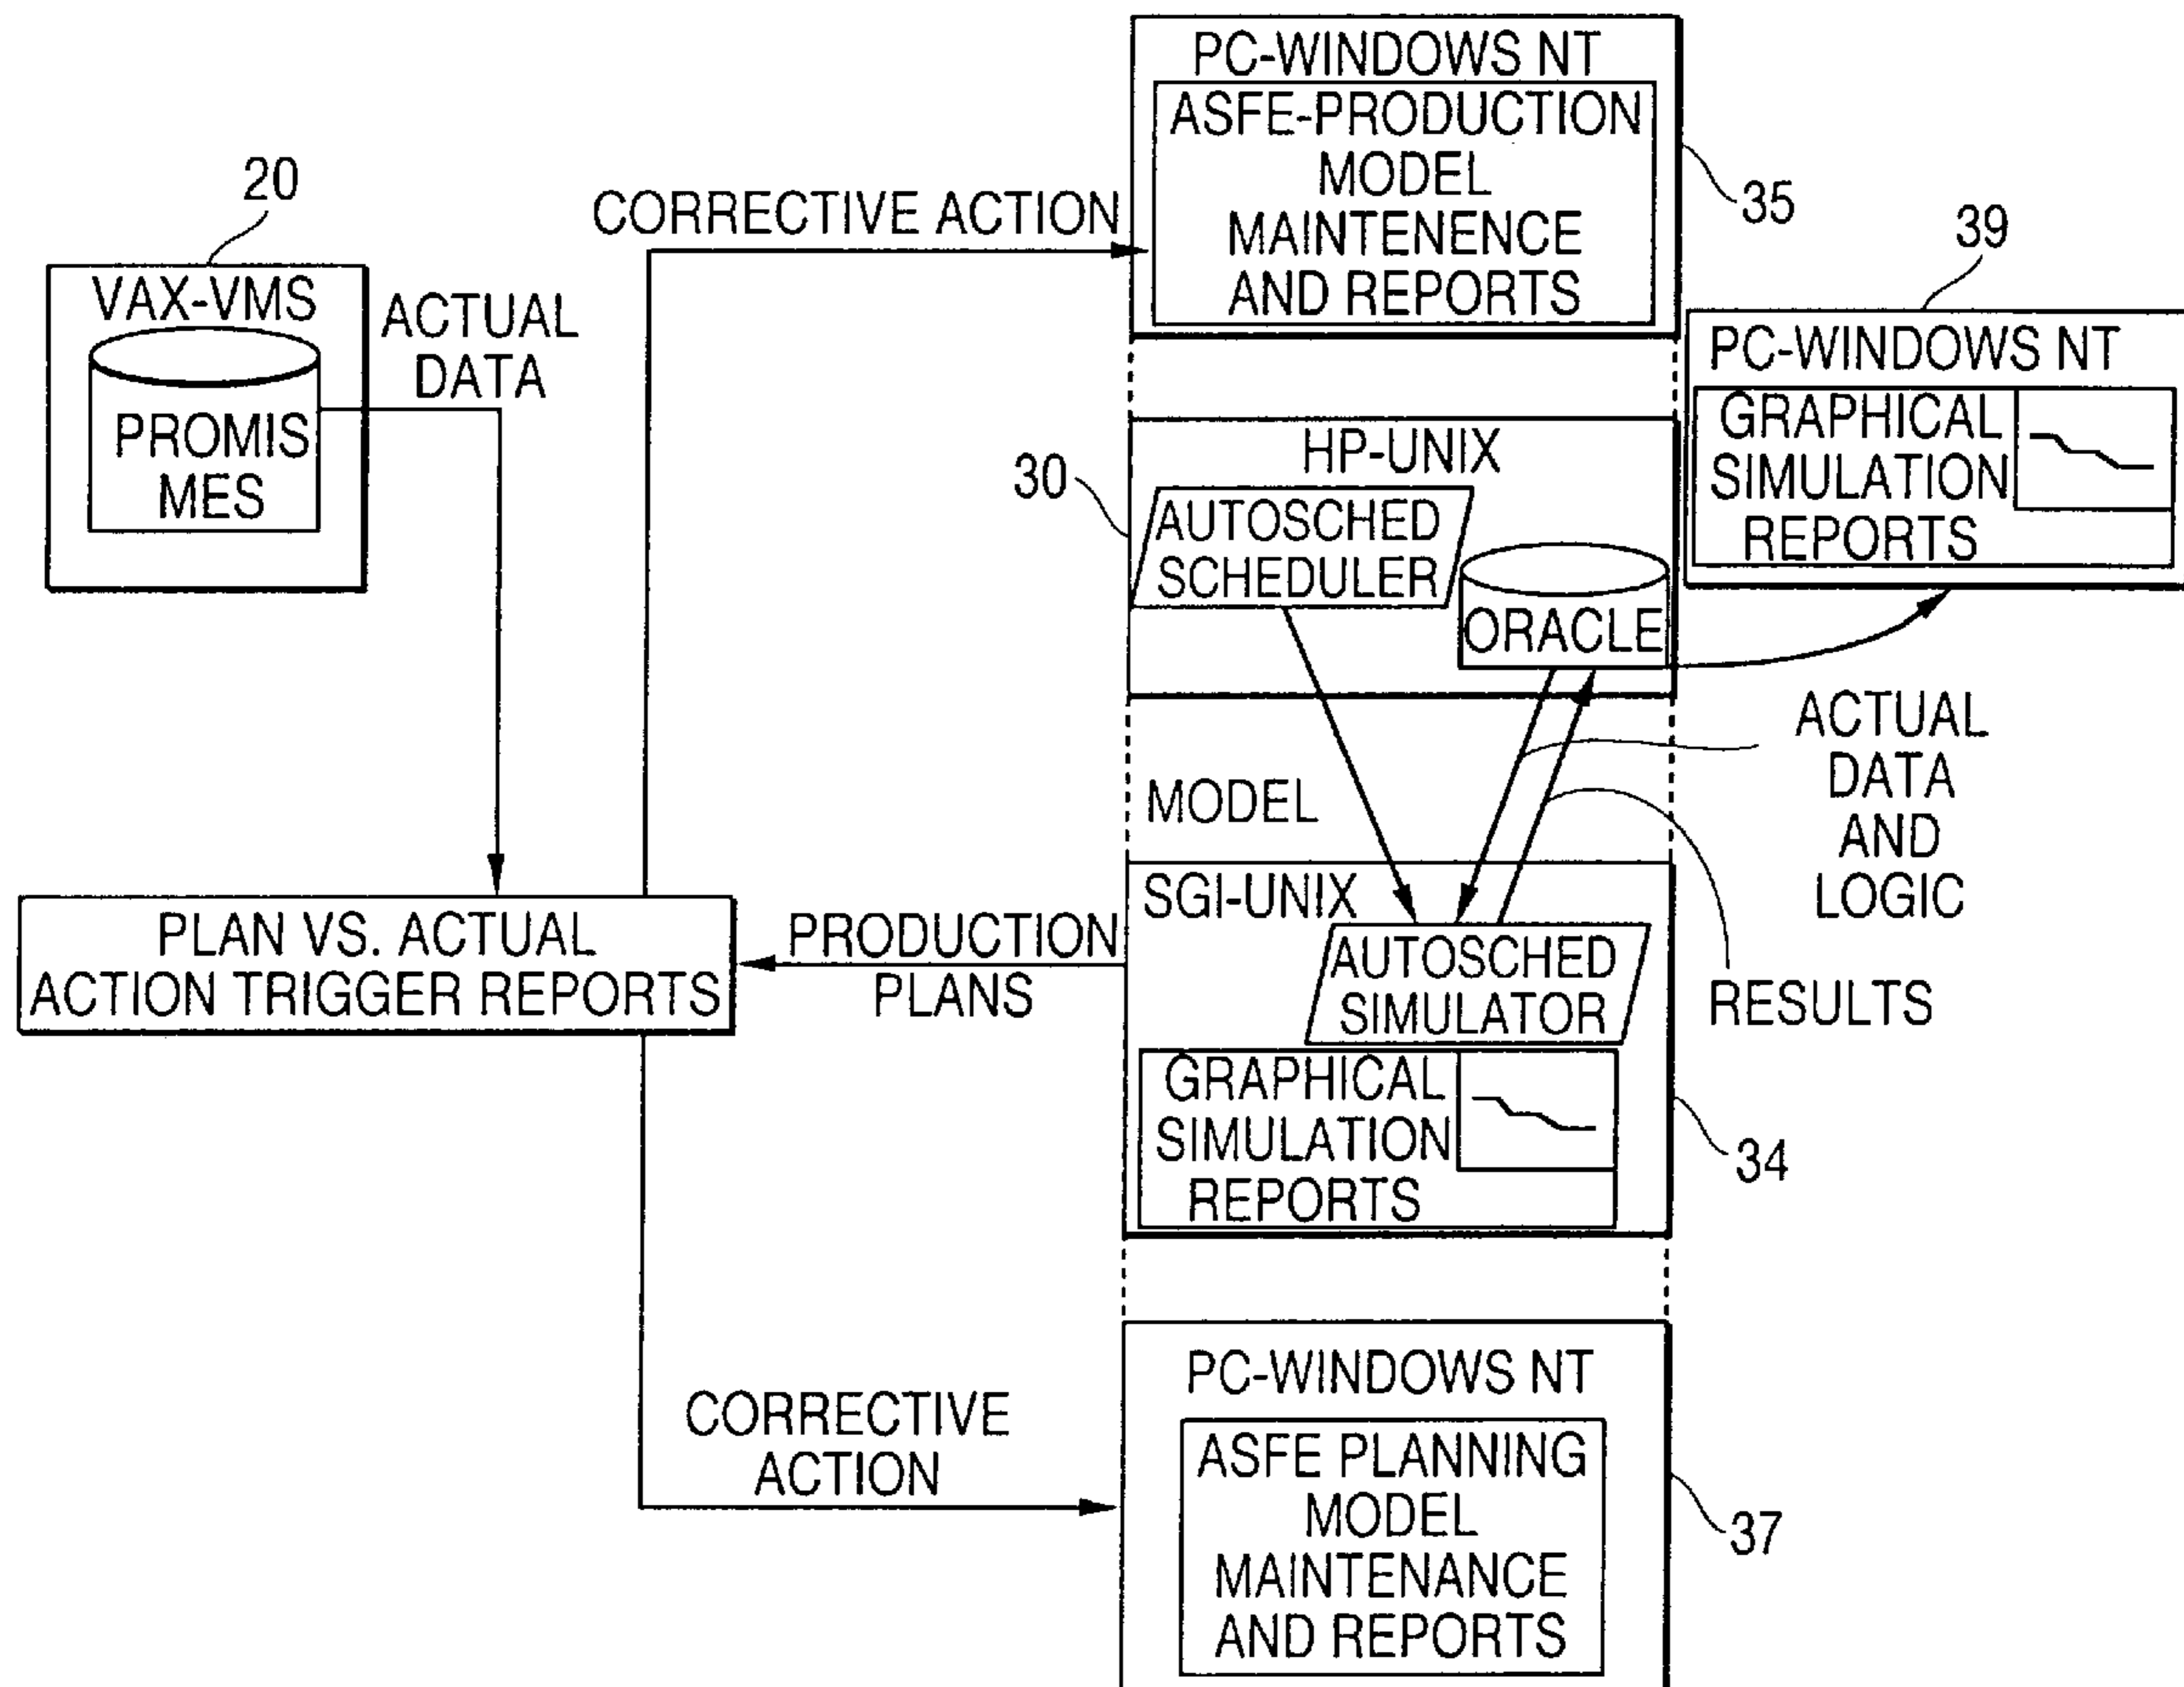 PC-WINDOWS NT
ASFE-PRODUCTION
MODEL
MAINTENENCE
AND REPORTS
35
20
VAX-VMS
PROMIS
MES
ACTUAL
DATA
CORRECTIVE ACTION
39
PC-WINDOWS NT
GRAPHICAL
SIMULATION
REPORTS
30
HP-UNIX
AUTOSCHED
SCHEDULER
ORACLE
MODEL
ACTUAL
DATA
AND
LOGIC
RESULTS
PLAN VS. ACTUAL
ACTION TRIGGER REPORTS
PRODUCTION
PLANS
SGI-UNIX
AUTOSCHED
SIMULATOR
GRAPHICAL
SIMULATION
REPORTS
34
CORRECTIVE
ACTION
PC-WINDOWS NT
ASFE PLANNING
MODEL
MAINTENANCE
AND REPORTS
37